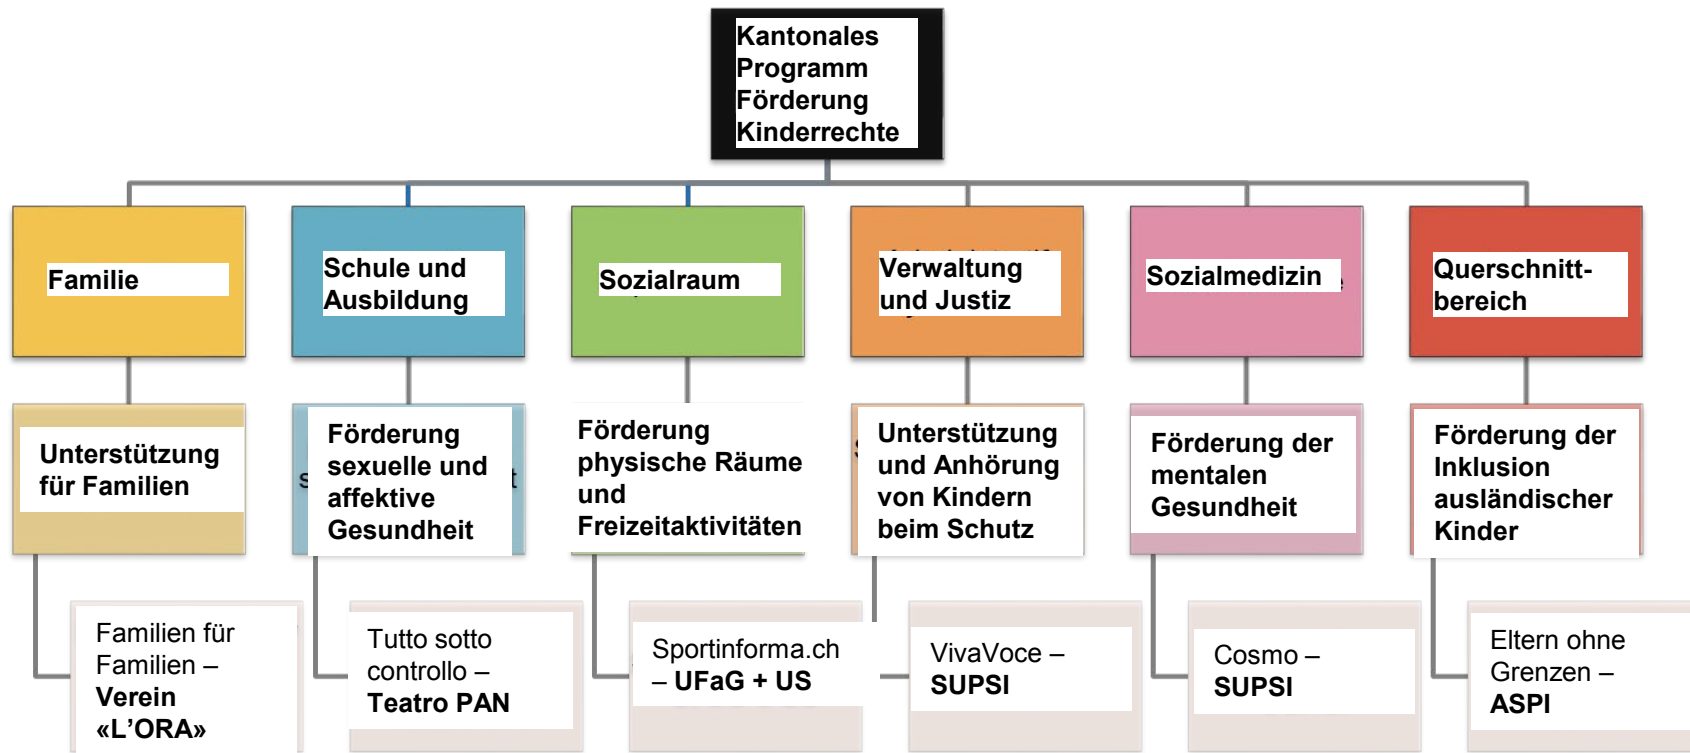 Kantonales
Programm
Förderung
Kinderrechte
Familie
Schule und
Ausbildung
Sozialraum
Verwaltung
und Justiz
Sozialmedizin
Querschnitt-
bereich
Unterstützung
für Familien
Förderung
sexuelle und
affektive
Gesundheit
Förderung
physische Räume
und
Freizeitaktivitäten
Unterstützung
und Anhörung
von Kindern
beim Schutz
Förderung der
mentalen
Gesundheit
Förderung der
Inklusion
ausländischer
Kinder
Familien für
Familien –
Verein
«L’ORA»
Tutto sotto
controllo –
Teatro PAN
Sportinforma.ch
– UFaG + US
VivaVoce –
SUPSI
Cosmo –
SUPSI
Eltern ohne
Grenzen –
ASPI